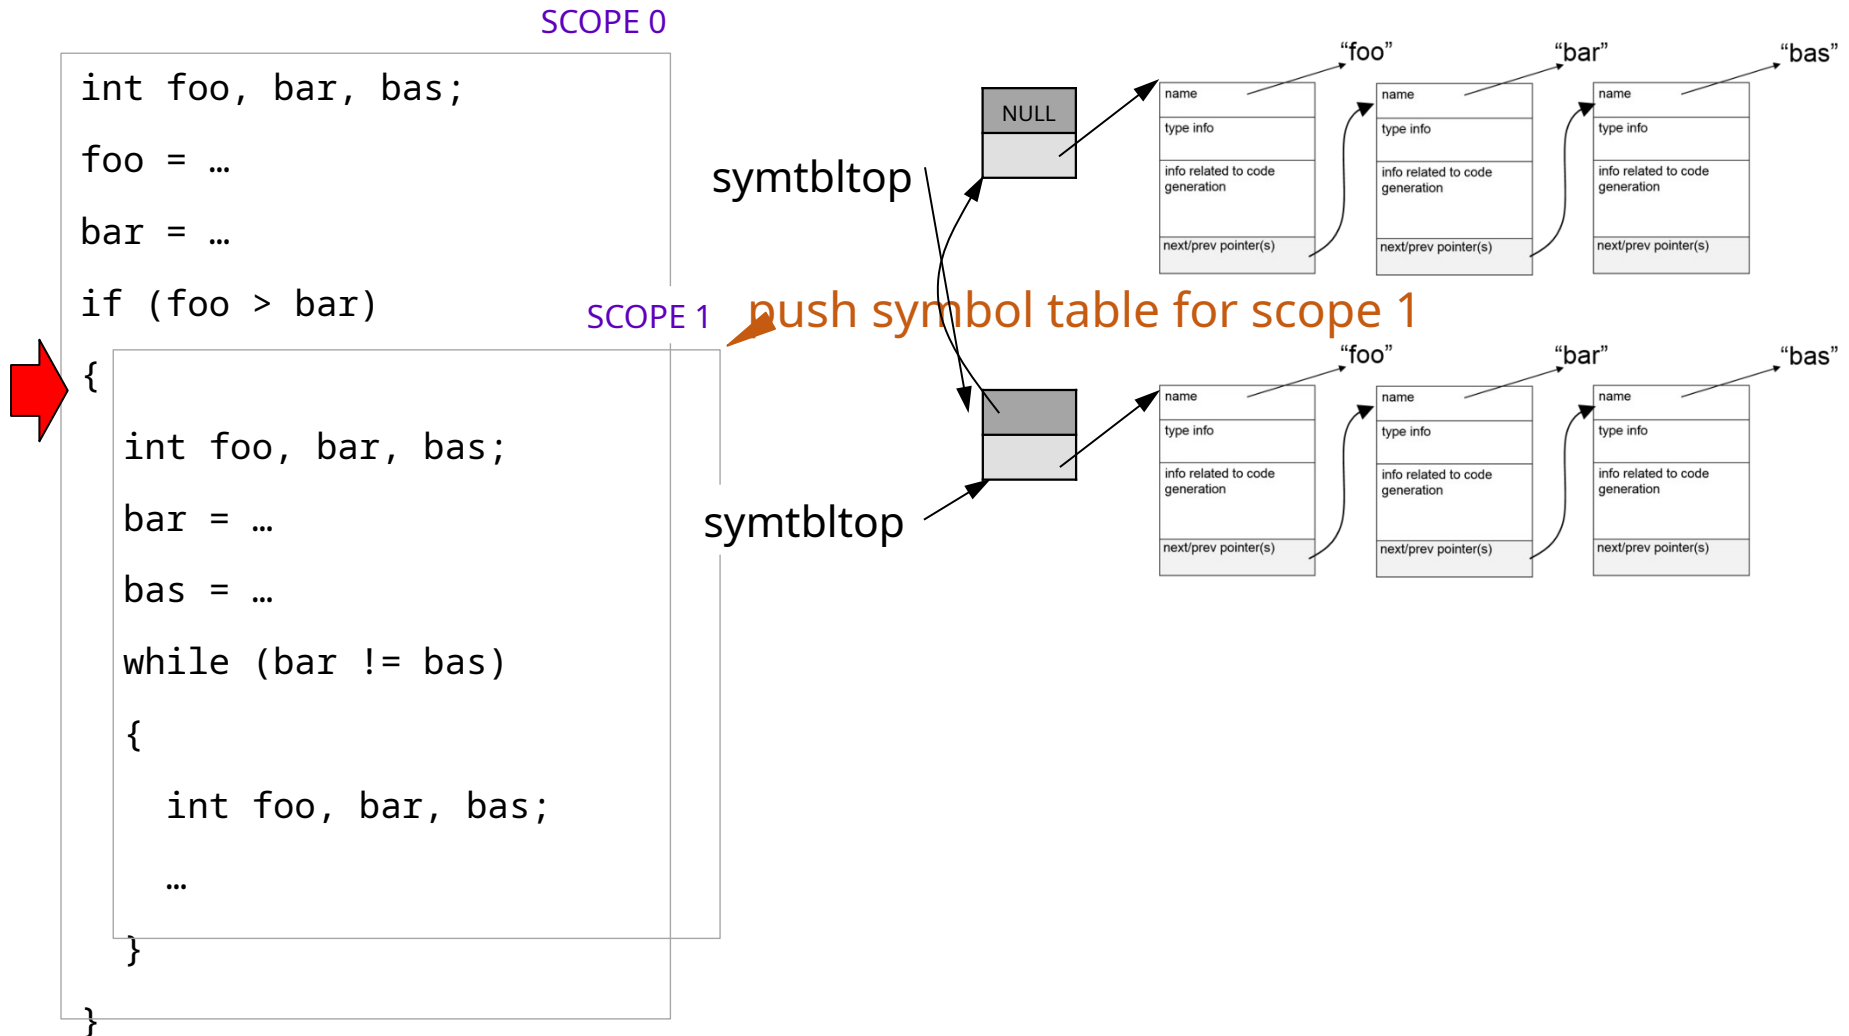 SCOPE 0
int foo, bar, bas;
foo = …
bar = …
if (foo > bar)
SCOPE 1
{
int foo, bar, bas;
bar = …
bas = …
while (bar != bas)
{
int foo, bar, bas;
…
}
}
symtbltop
NULL
“foo”
“bar”
“bas”
name
type info
info related to code
generation
next/prev pointer(s)
name
type info
info related to code
generation
next/prev pointer(s)
name
type info
info related to code
generation
next/prev pointer(s)
push symbol table for scope 1
symtbltop
“foo”
“bar”
“bas”
name
type info
info related to code
generation
next/prev pointer(s)
name
type info
info related to code
generation
next/prev pointer(s)
name
type info
info related to code
generation
next/prev pointer(s)